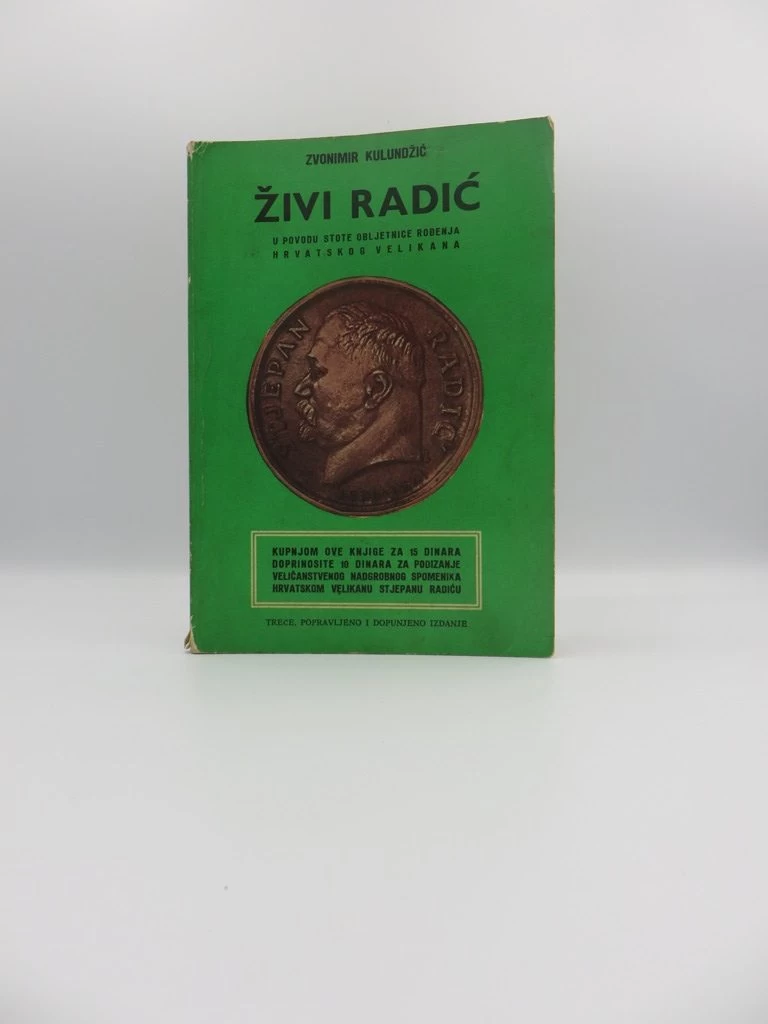 ZVONIMIR KULUNDŽIĆ
ŽIVI RADIĆ
U POVODU STOTE OBLJETNICE ROĐENJA
HRVATSKOG VELIKANA
STJEPAN RADIĆ
KUPNJOM OVE KNJIGE ZA 15 DINARA
DOPRINOSITE 10 DINARA ZA PODIZANJE
VELIČANSTVENOG NADGROBNOG SPOMENIKA
HRVATSKOM VELIKANU STJEPANU RADIĆU
TREĆE, POPRAVLJENO I DOPUNJENO IZDANJE